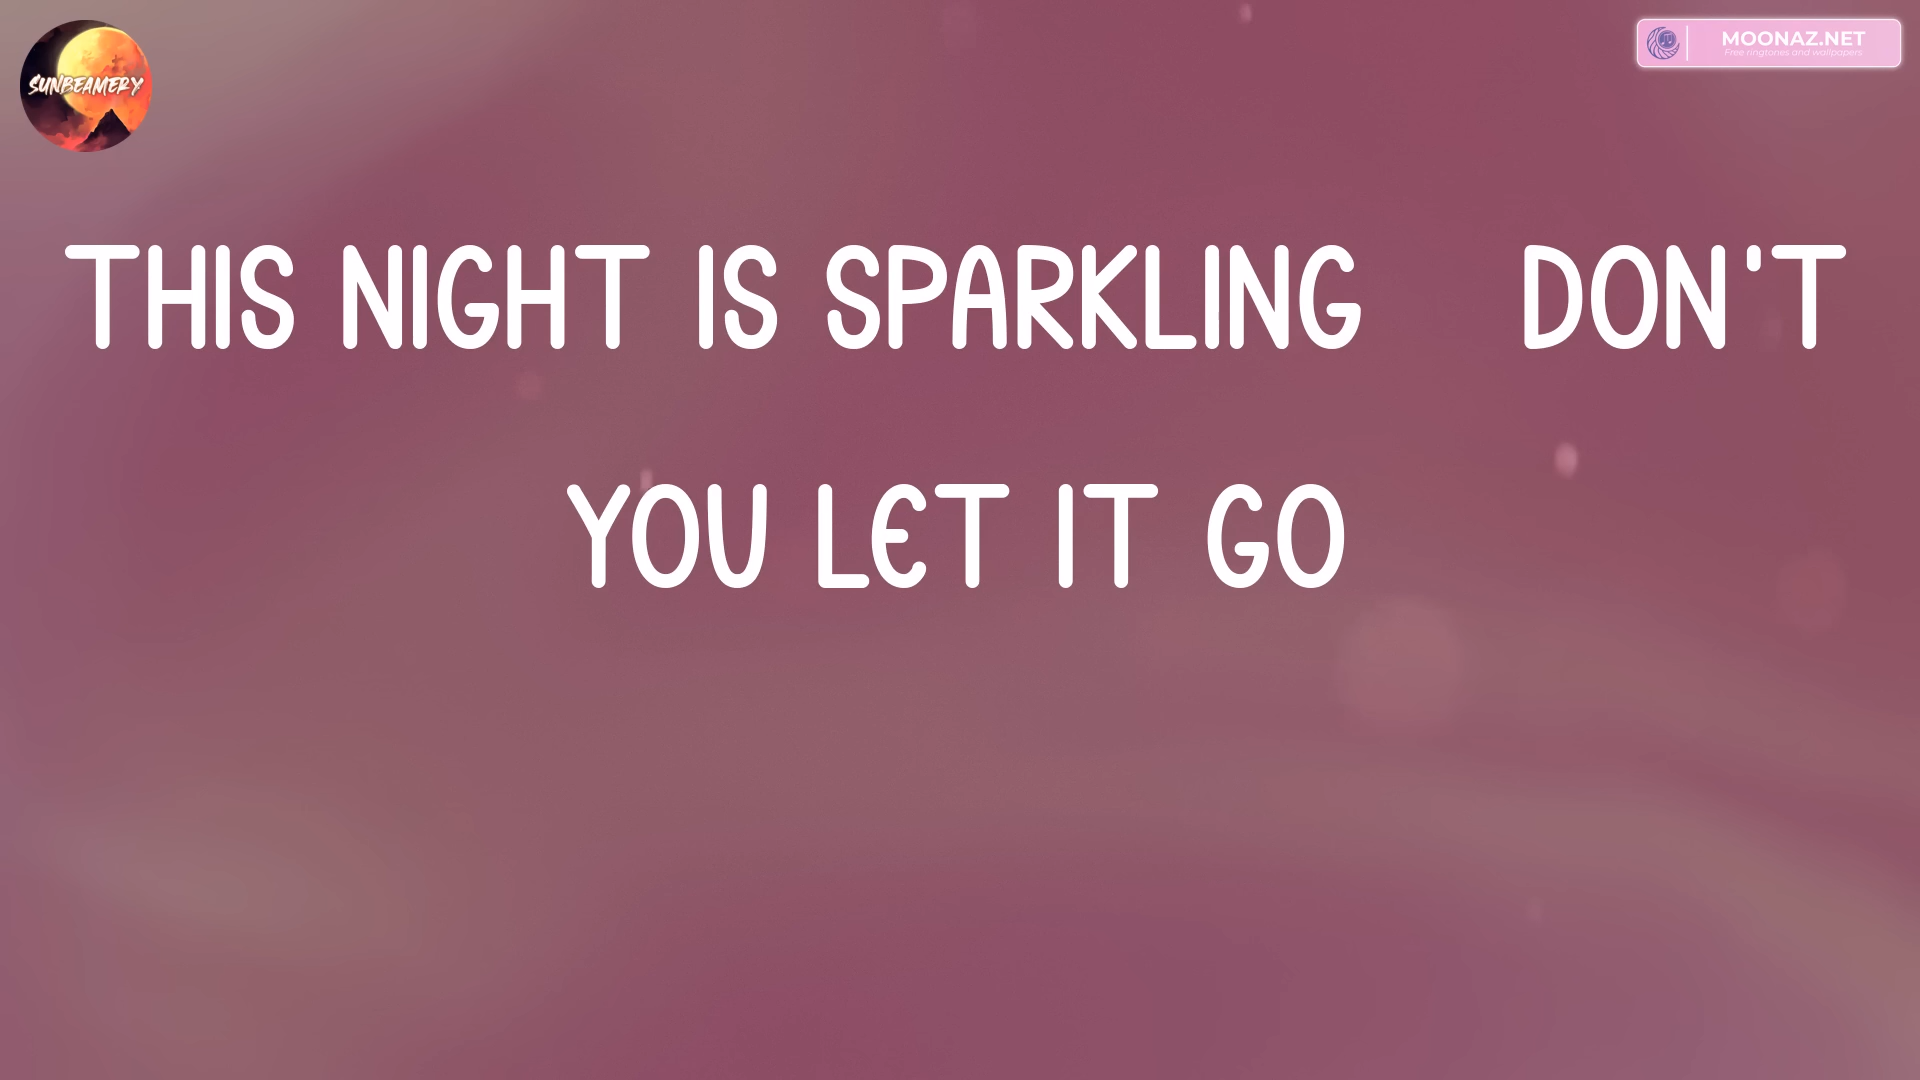 SUNBEAMERY
MOONAZ.NET
Free ringtones and wallpapers
THIS NIGHT IS SPARKLING DON'T
YOU LET IT GO